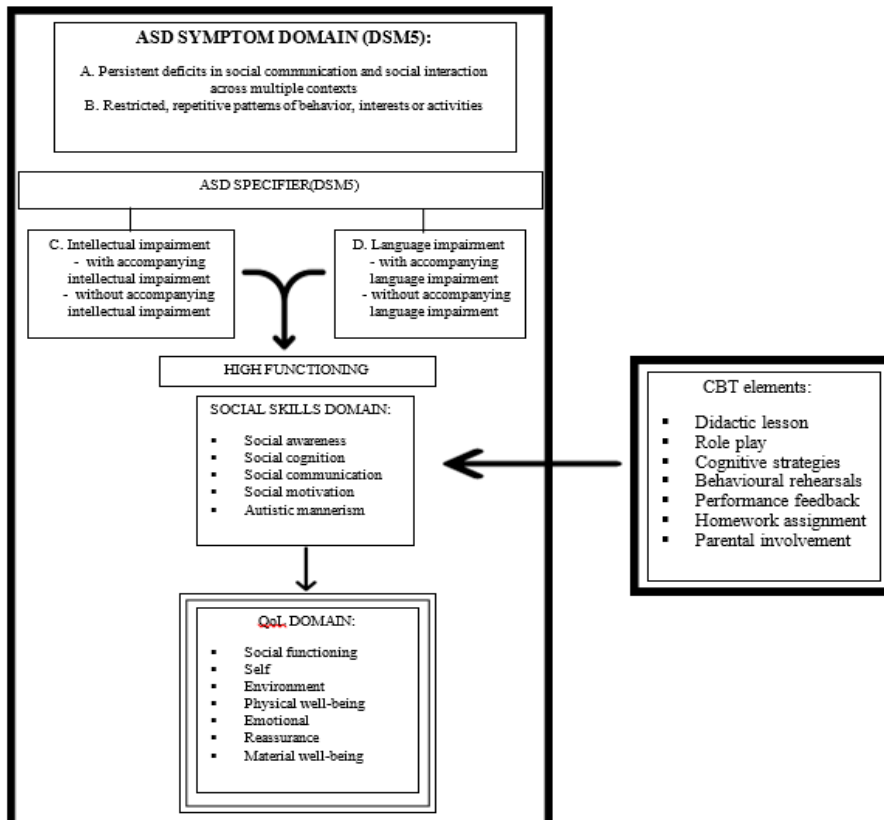 ASD SYMPTOM DOMAIN (DSM5):
A. Persistent deficits in social communication and social interaction
across multiple contexts
B. Restricted, repetitive patterns of behavior, interests or activities
ASD SPECIFIER(DSM5)
C. Intellectual impairment
- with accompanying
intellectual impairment
- without accompanying
intellectual impairment
D. Language impairment
- with accompanying
language impairment
- without accompanying
language impairment
HIGH FUNCTIONING
SOCIAL SKILLS DOMAIN:
▪ Social awareness
▪ Social cognition
▪ Social communication
▪ Social motivation
▪ Autistic mannerism
CBT elements:
▪ Didactic lesson
▪ Role play
▪ Cognitive strategies
▪ Behavioural rehearsals
▪ Performance feedback
▪ Homework assignment
▪ Parental involvement
QoL DOMAIN:
▪ Social functioning
▪ Self
▪ Environment
▪ Physical well-being
▪ Emotional
▪ Reassurance
▪ Material well-being